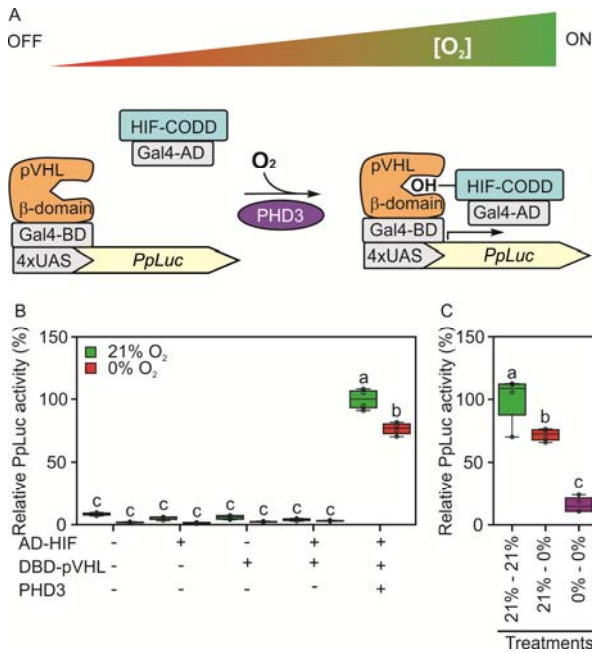 A
OFF
[O₂]
ON
HIF-CODD
Gal4-AD
pVHL
β-domain
Gal4-BD
4xUAS
PpLuc
O₂
PHD3
pVHL
β-domain
OH
HIF-CODD
Gal4-AD
Gal4-BD
4xUAS
PpLuc
B
Relative PpLuc activity (%)
150
100
50
0
21% O₂
0% O₂
c c c c c c c c a b
AD-HIF - + - + +
DBD-pVHL - - + + +
PHD3 - - - - +
C
Relative PpLuc activity (%)
150
100
50
0
a
b
c
21% - 21%
21% - 0%
0% - 0%
Treatments